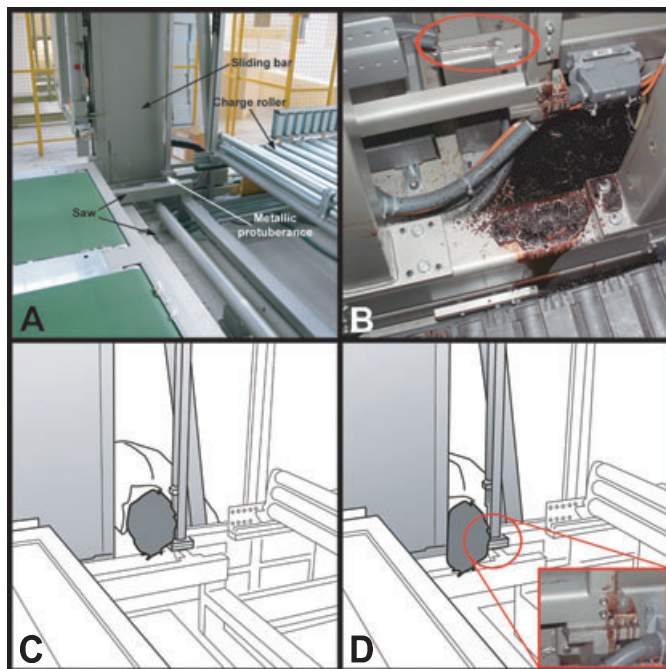 Sliding bar
Charge roller
Saw
Metallic
protuberance
A
B
C
D